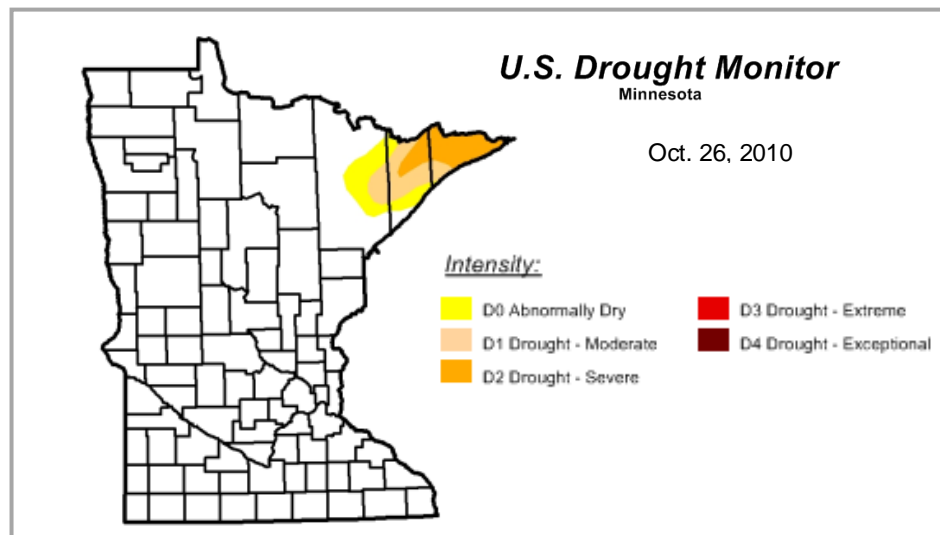 U.S. Drought Monitor
Minnesota
Oct. 26, 2010
Intensity:
D0 Abnormally Dry
D1 Drought - Moderate
D2 Drought - Severe
D3 Drought - Extreme
D4 Drought - Exceptional